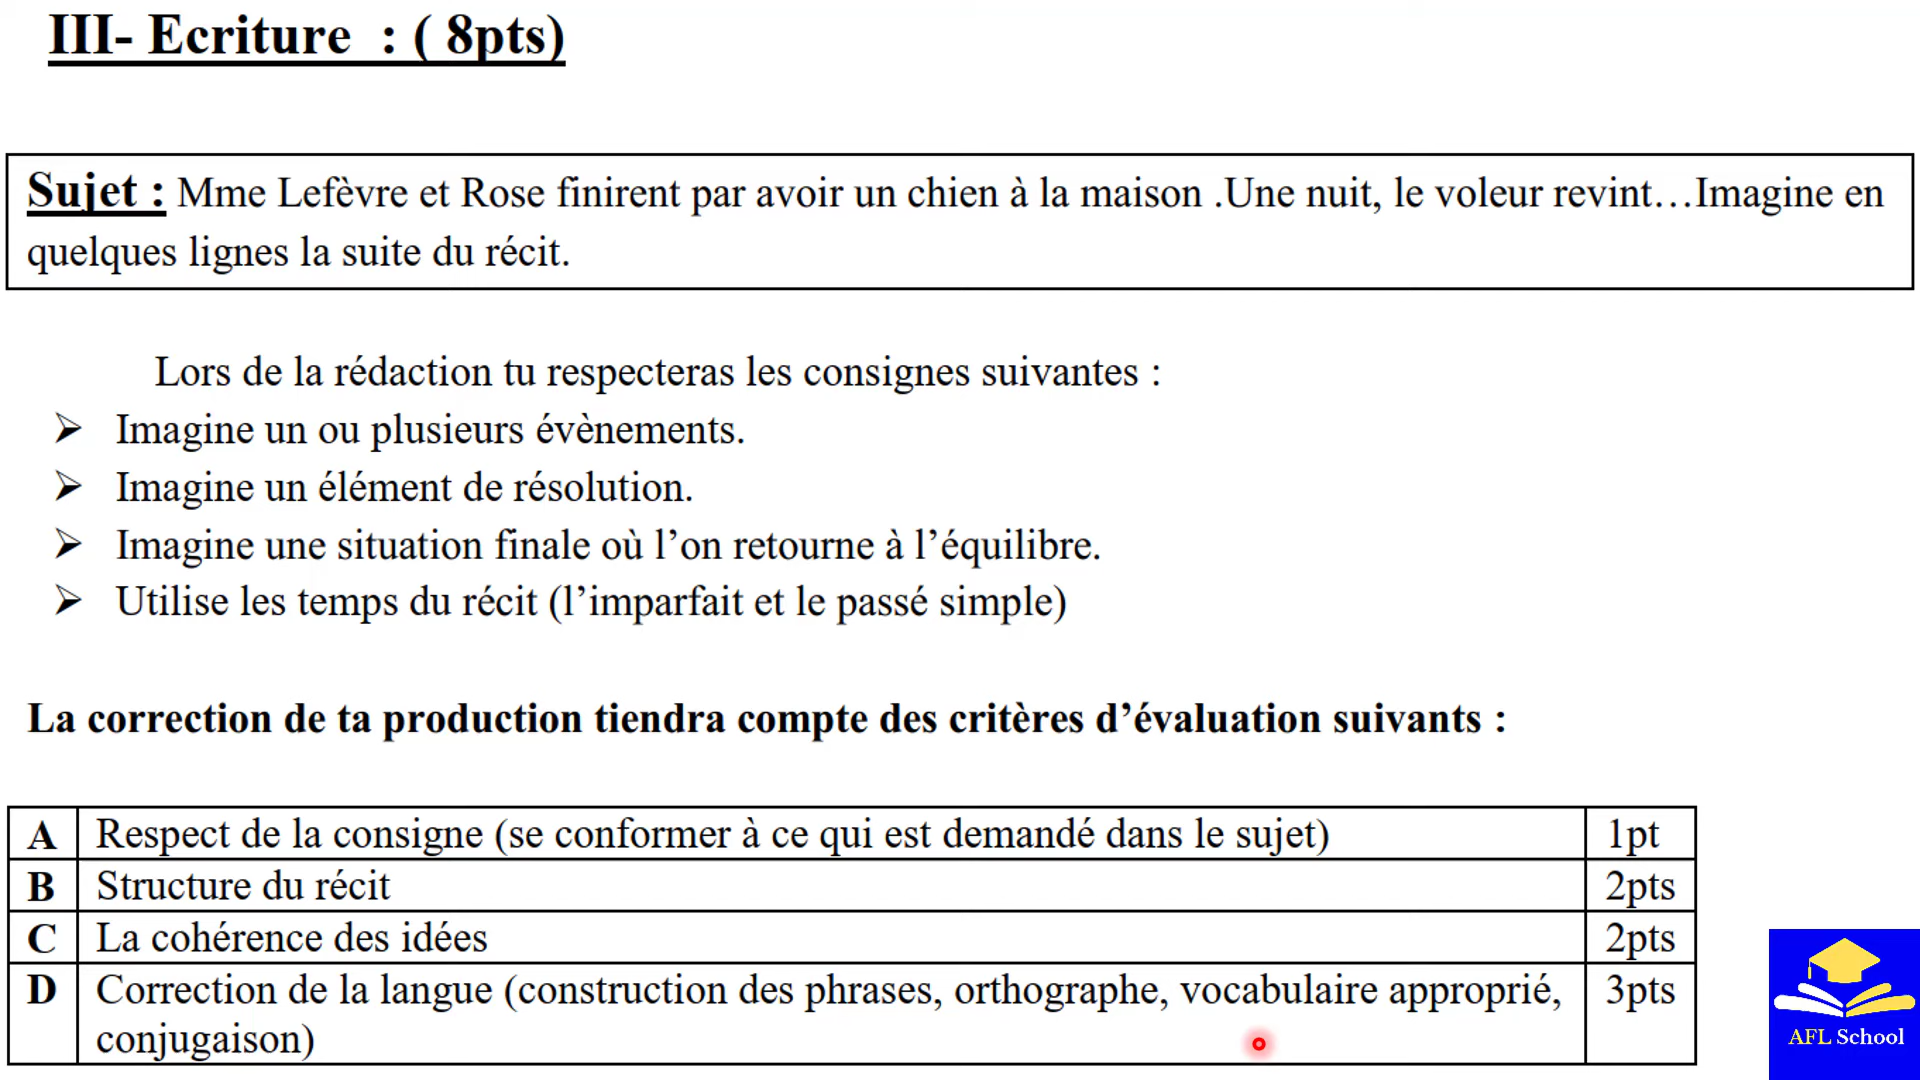 III- Ecriture : ( 8pts)
Sujet : Mme Lefèvre et Rose finirent par avoir un chien à la maison .Une nuit, le voleur revint…Imagine en
quelques lignes la suite du récit.
Lors de la rédaction tu respecteras les consignes suivantes :
➢ Imagine un ou plusieurs évènements.
➢ Imagine un élément de résolution.
➢ Imagine une situation finale où l’on retourne à l’équilibre.
➢ Utilise les temps du récit (l’imparfait et le passé simple)
La correction de ta production tiendra compte des critères d’évaluation suivants :
A Respect de la consigne (se conformer à ce qui est demandé dans le sujet) 1pt
B Structure du récit 2pts
C La cohérence des idées 2pts
D Correction de la langue (construction des phrases, orthographe, vocabulaire approprié, 3pts
conjugaison)
AFL School